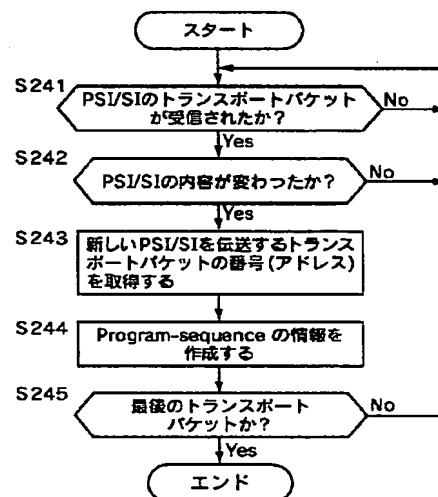 スタート
S241
PSI/SIのトランスポートパケット
が受信されたか?
No
Yes
S242
PSI/SIの内容が変わったか?
No
Yes
S243
新しいPSI/SIを伝送するトランス
ポートパケットの番号(アドレス)
を取得する
S244
Program-sequence の情報を
作成する
S245
最後のトランスポート
パケットか?
No
Yes
エンド